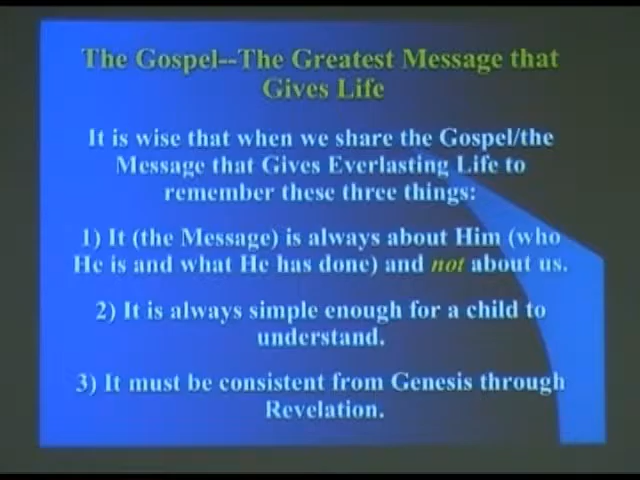 The Gospel--The Greatest Message that
Gives Life
It is wise that when we share the Gospel/the
Message that Gives Everlasting Life to
remember these three things:
1) It (the Message) is always about Him (who
He is and what He has done) and not about us.
2) It is always simple enough for a child to
understand.
3) It must be consistent from Genesis through
Revelation.